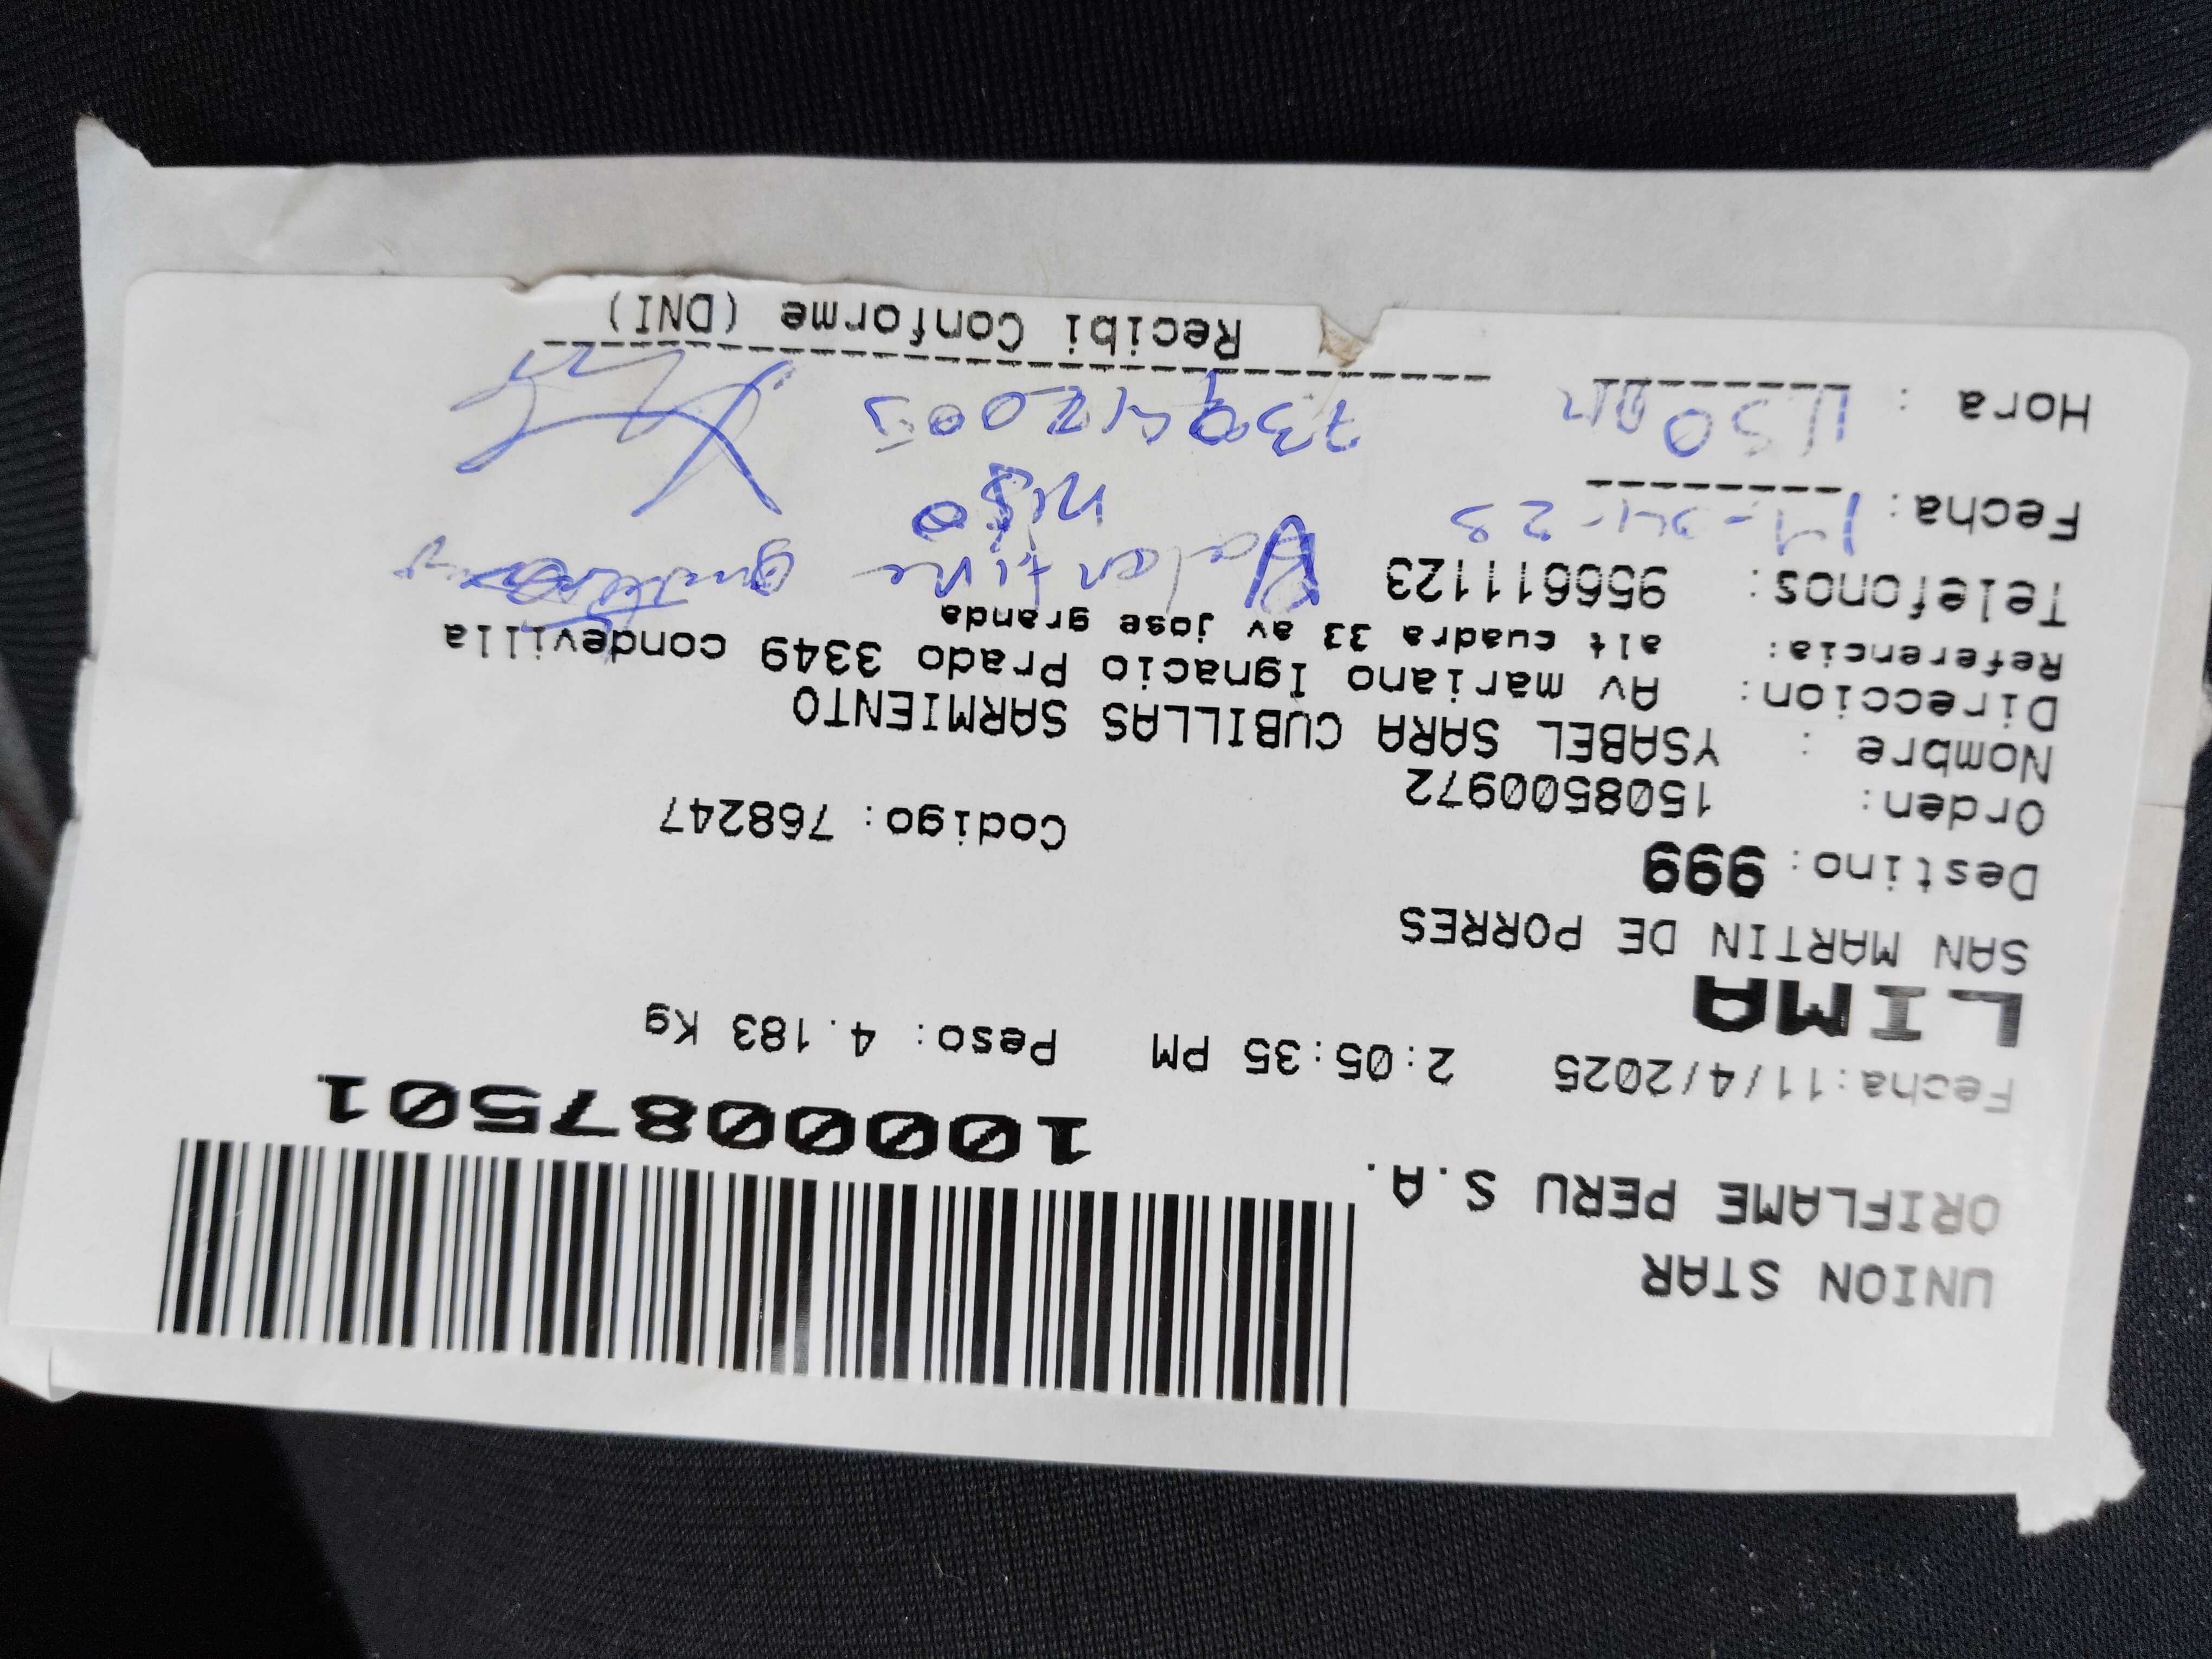 UNION STAR
ORIFLAME PERU S.A.
1000087501
Fecha:11/4/2025 2:05:35 PM Peso: 4.183 Kg
LIMA
SAN MARTIN DE PORRES
Destino: 999
Orden: 1508500972 Codigo: 768247
Nombre : YSABEL SARA CUBILLAS SARMIENTO
Direccion: Av mariano Ignacio Prado 3349 condevilla
Referencia: alt cuadra 33 av jose granda
Telefonos: 956611123
Fecha:
Hora :
Recibi Conforme (DNI)